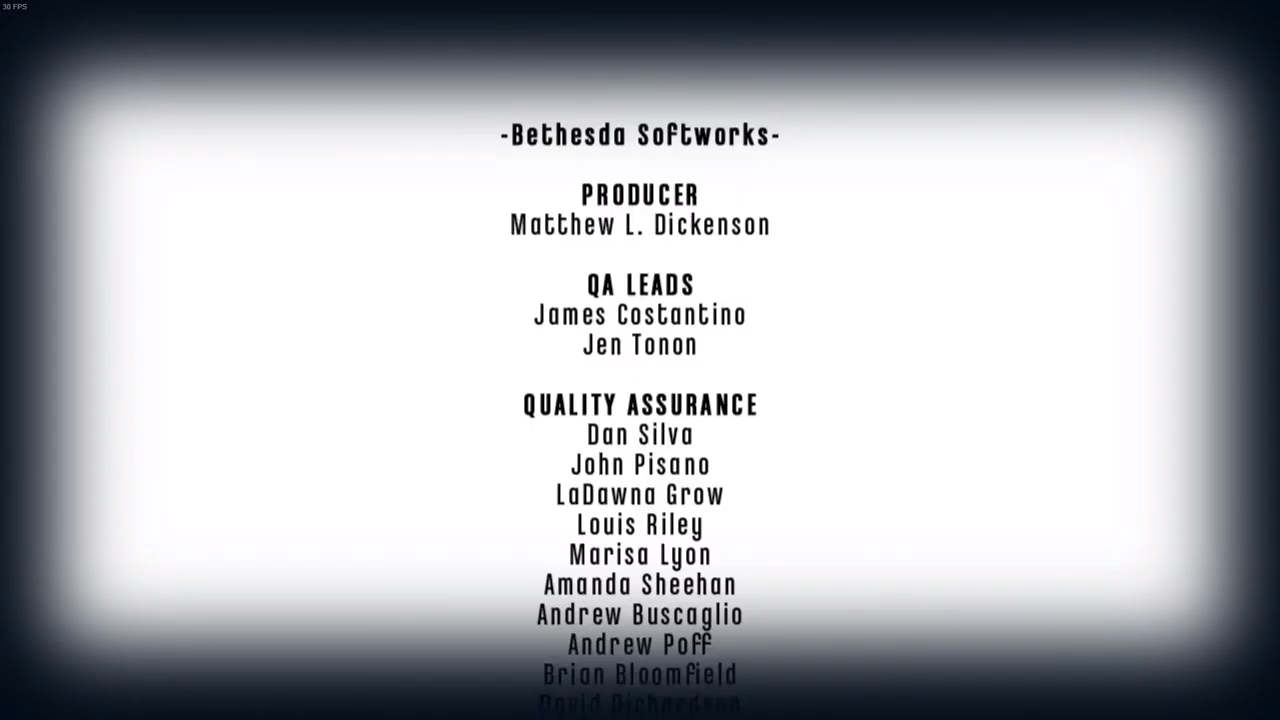 30 FPS
-Bethesda Softworks-
PRODUCER
Matthew L. Dickenson
QA LEADS
James Costantino
Jen Tonon
QUALITY ASSURANCE
Dan Silva
John Pisano
LaDawna Grow
Louis Riley
Marisa Lyon
Amanda Sheehan
Andrew Buscaglio
Andrew Poff
Brian Bloomfield
David